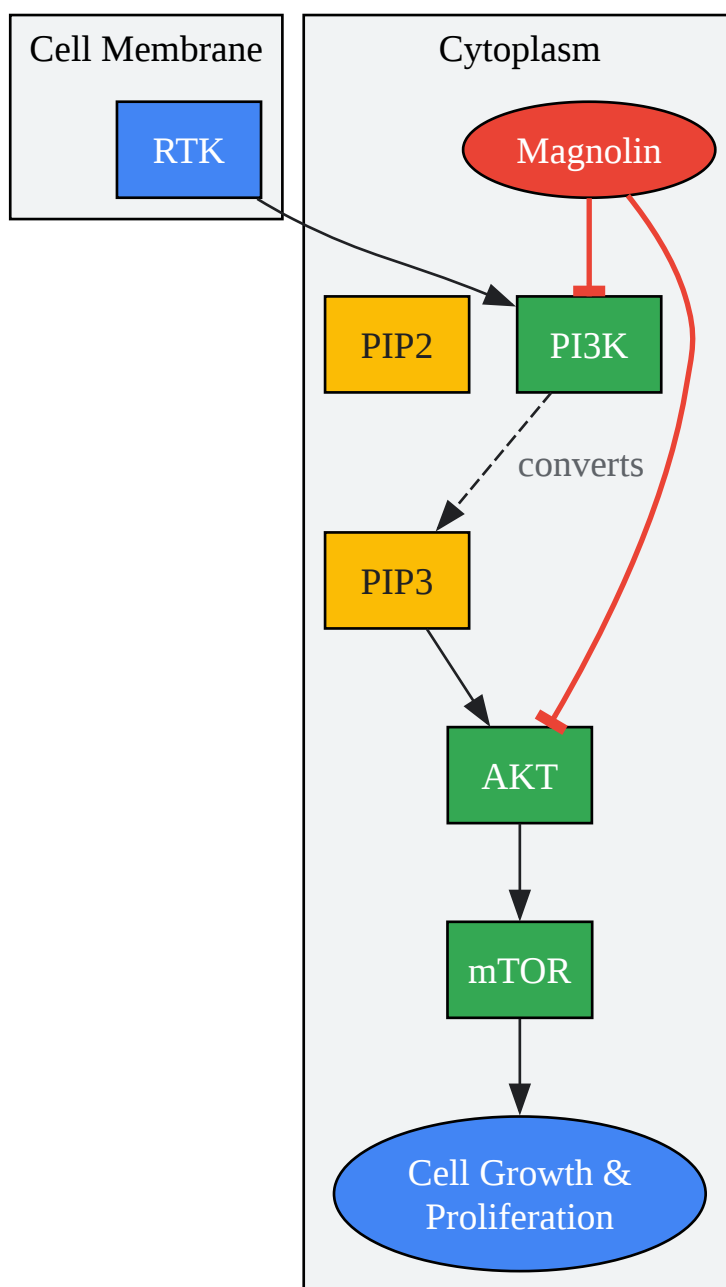 Cell Membrane
Cytoplasm
RTK
Magnolin
PIP2
PI3K
converts
PIP3
AKT
mTOR
Cell Growth &
Proliferation